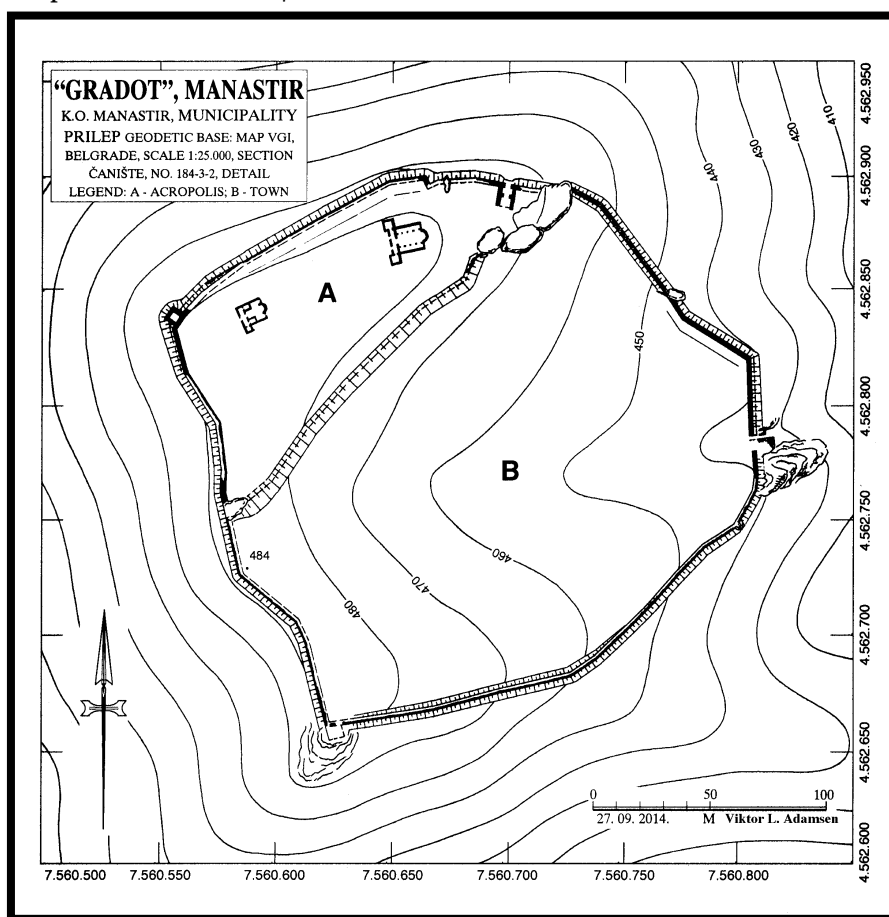 “GRADOT”, MANASTIR
K.O. MANASTIR, MUNICIPALITY
PRILEP GEODETIC BASE: MAP VGI,
BELGRADE, SCALE 1:25.000, SECTION
ČANIŠTE, NO. 184-3-2, DETAIL
LEGEND: A - ACROPOLIS; B - TOWN
410
420
430
440
A
450
B
484
460
470
480
4.562.950
4.562.900
4.562.850
4.562.800
4.562.750
4.562.700
4.562.650
4.562.600
0 50 100
27. 09. 2014. M Viktor L. Adamsen
7.560.500 7.560.550 7.560.600 7.560.650 7.560.700 7.560.750 7.560.800